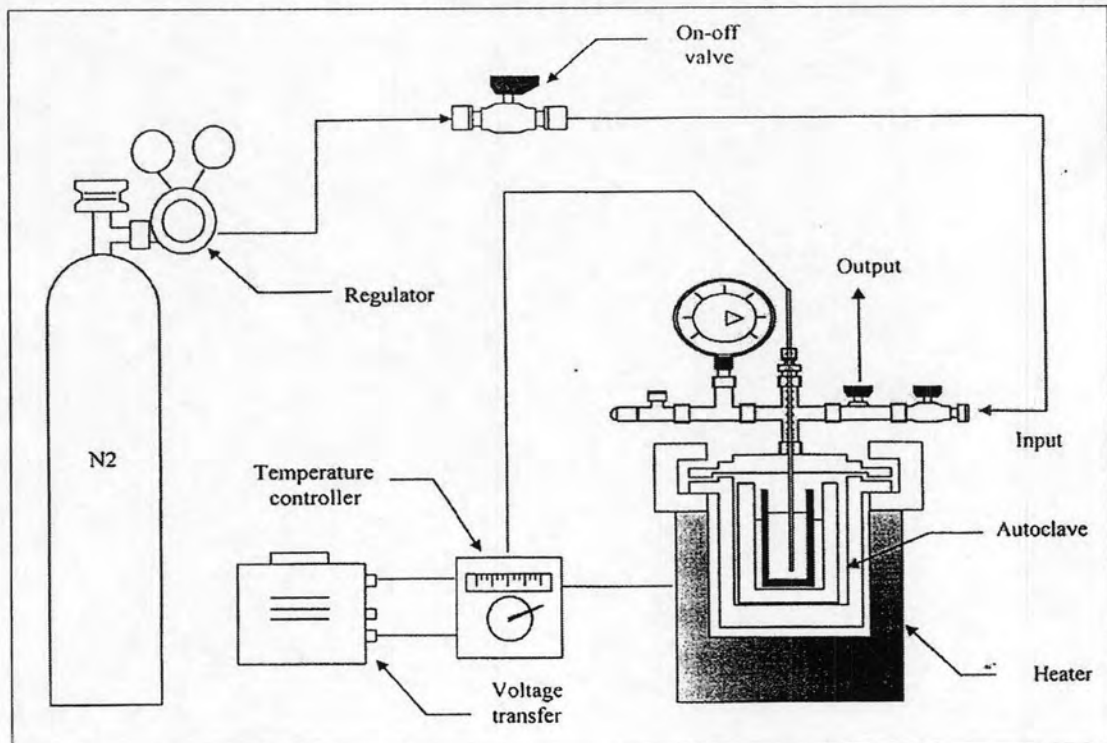 On-off
valve
Regulator
Output
N2
Input
Temperature
controller
Autoclave
Heater
Voltage
transfer